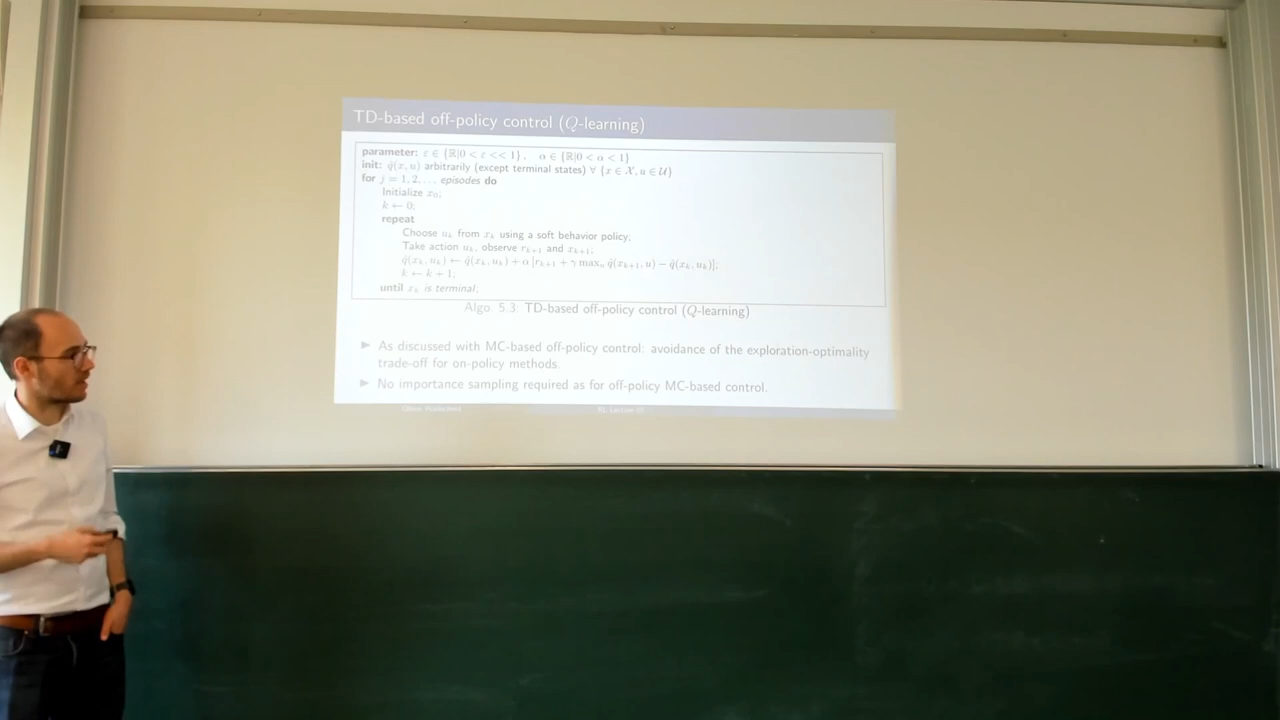 TD-based off-policy control (Q-learning)
parameter: ε ∈ {ℝ|0 < ε << 1}, α ∈ {ℝ|0 < α < 1}
init: q̂(x, u) arbitrarily (except terminal states) ∀ {x ∈ 𝒳, u ∈ 𝒰}
for j = 1, 2, ... episodes do
Initialize x₀;
k ← 0;
repeat
Choose uₖ from xₖ using a soft behavior policy;
Take action uₖ, observe rₖ₊₁ and xₖ₊₁;
q̂(xₖ, uₖ) ← q̂(xₖ, uₖ) + α [rₖ₊₁ + γ maxᵤ q̂(xₖ₊₁, u) − q̂(xₖ, uₖ)];
k ← k + 1;
until xₖ is terminal;
Algo. 5.3: TD-based off-policy control (Q-learning)
► As discussed with MC-based off-policy control: avoidance of the exploration-optimality
trade-off for on-policy methods.
► No importance sampling required as for off-policy MC-based control.
RL Lecture 05